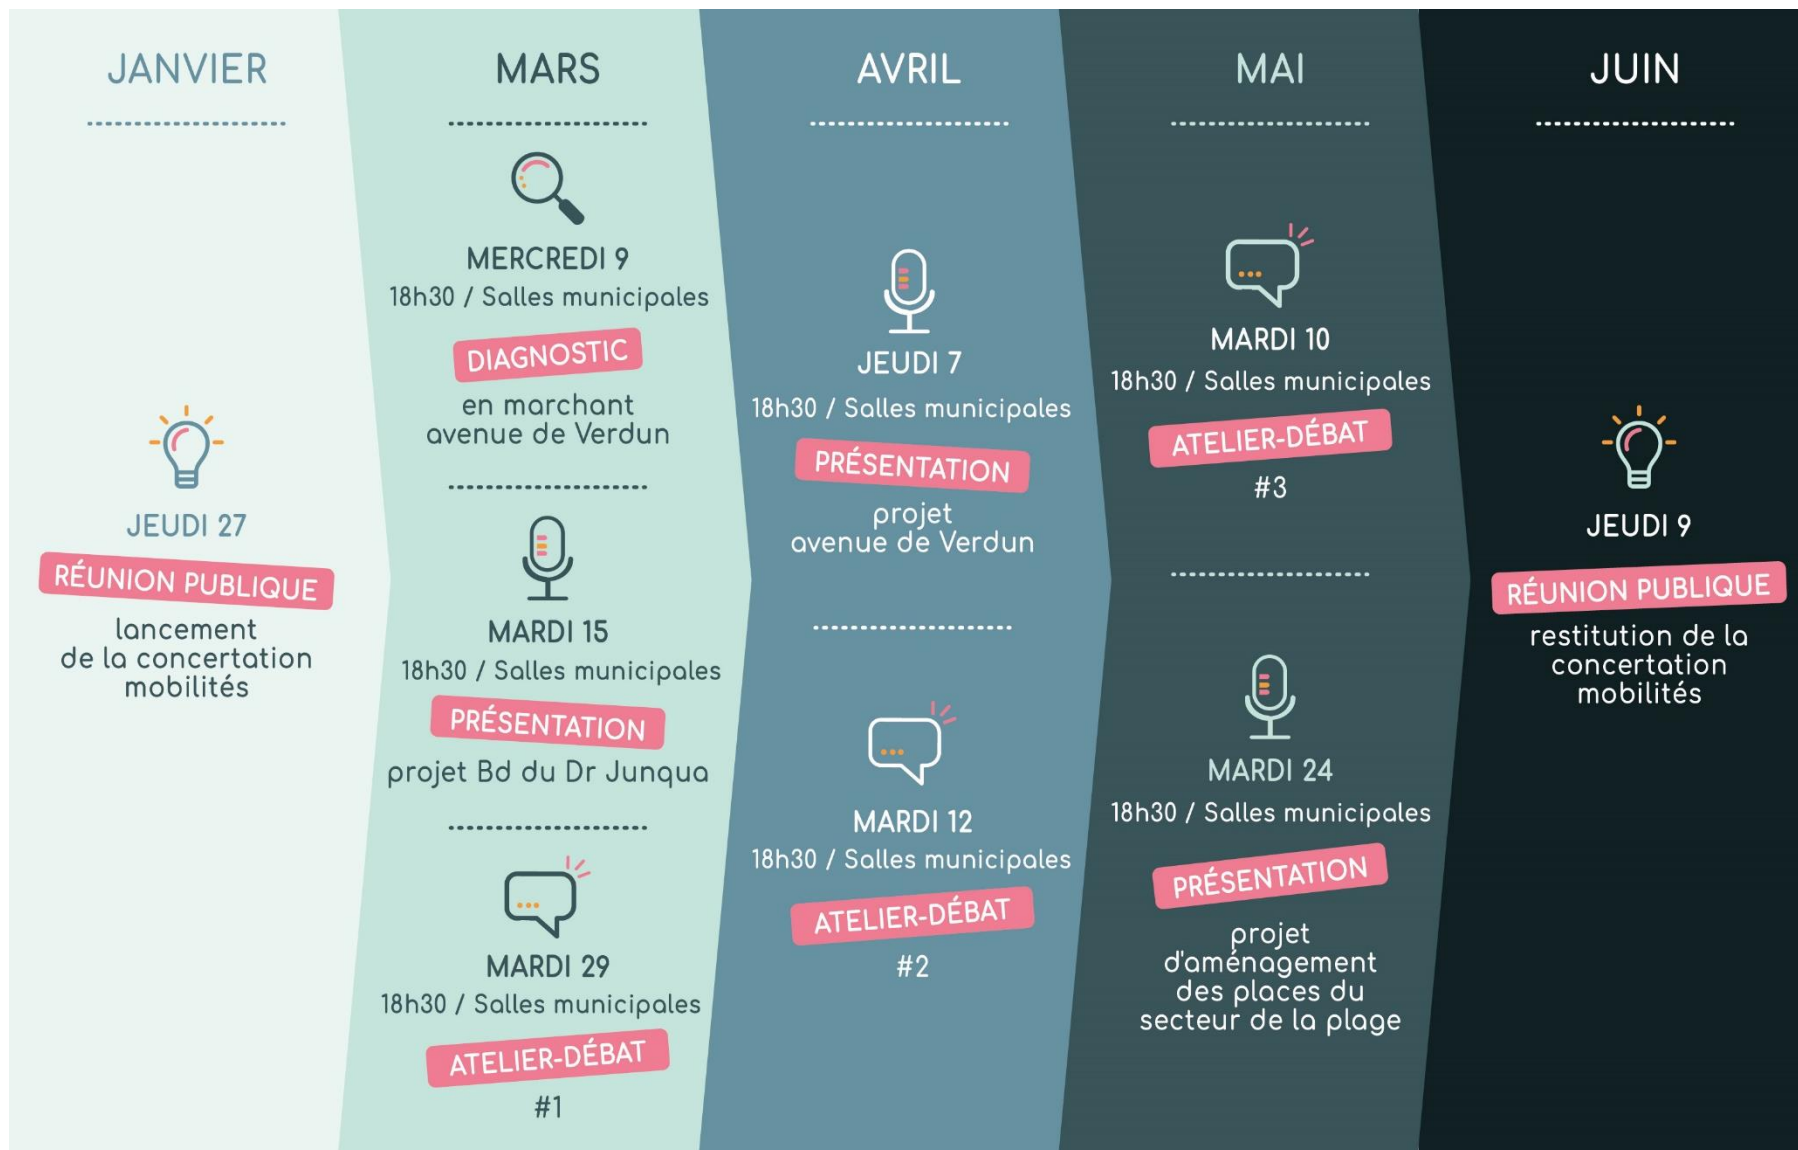 JANVIER
JEUDI 27
RÉUNION PUBLIQUE
lancement
de la concertation
mobilités
MARS
MERCREDI 9
18h30 / Salles municipales
DIAGNOSTIC
en marchant
avenue de Verdun
MARDI 15
18h30 / Salles municipales
PRÉSENTATION
projet Bd du Dr Junqua
MARDI 29
18h30 / Salles municipales
ATELIER-DÉBAT
#1
AVRIL
JEUDI 7
18h30 / Salles municipales
PRÉSENTATION
projet
avenue de Verdun
MARDI 12
18h30 / Salles municipales
ATELIER-DÉBAT
#2
MAI
MARDI 10
18h30 / Salles municipales
ATELIER-DÉBAT
#3
MARDI 24
18h30 / Salles municipales
PRÉSENTATION
projet
d'aménagement
des places du
secteur de la plage
JUIN
JEUDI 9
RÉUNION PUBLIQUE
restitution de la
concertation
mobilités